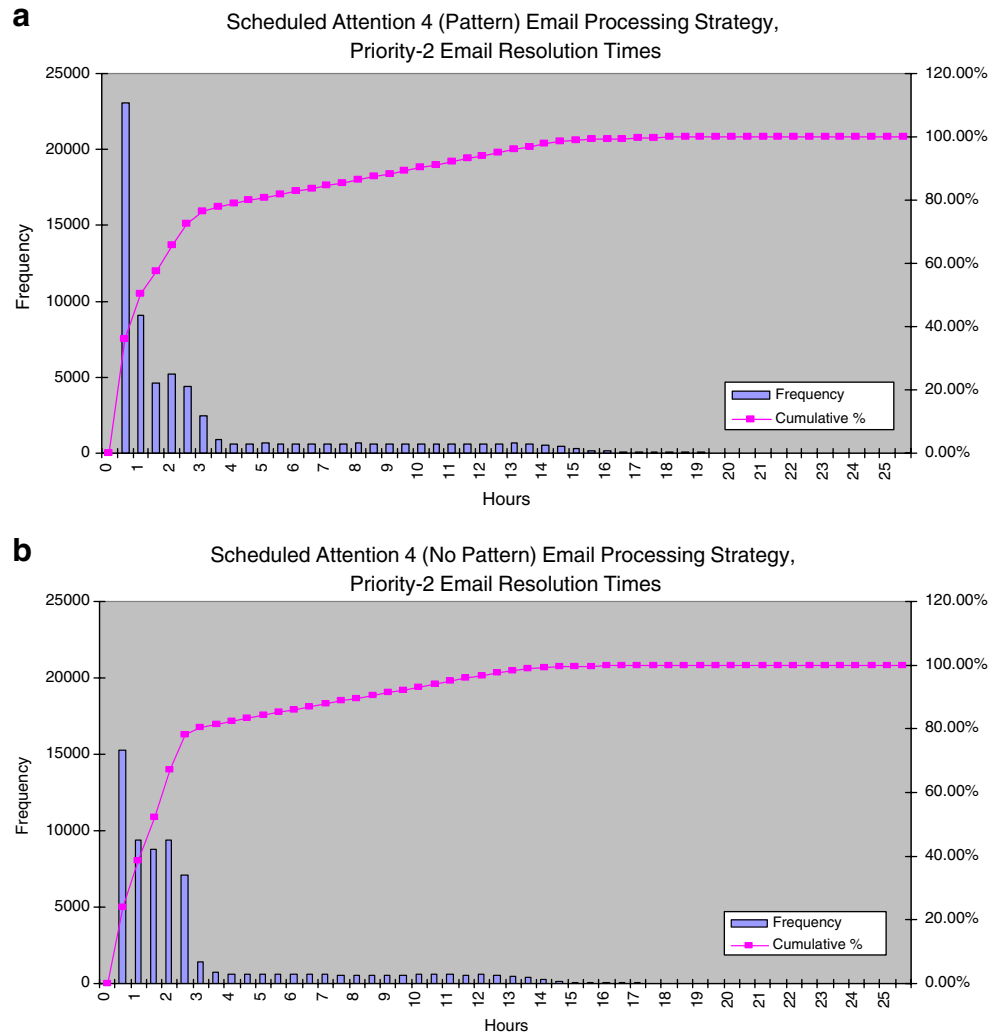 a
Scheduled Attention 4 (Pattern) Email Processing Strategy,
Priority-2 Email Resolution Times
25000
20000
15000
10000
5000
0
Frequency
120.00%
100.00%
80.00%
60.00%
40.00%
20.00%
0.00%
Frequency
Cumulative %
0 1 2 3 4 5 6 7 8 9 10 11 12 13 14 15 16 17 18 19 20 21 22 23 24 25
Hours
b
Scheduled Attention 4 (No Pattern) Email Processing Strategy,
Priority-2 Email Resolution Times
25000
20000
15000
10000
5000
0
Frequency
120.00%
100.00%
80.00%
60.00%
40.00%
20.00%
0.00%
Frequency
Cumulative %
0 1 2 3 4 5 6 7 8 9 10 11 12 13 14 15 16 17 18 19 20 21 22 23 24 25
Hours